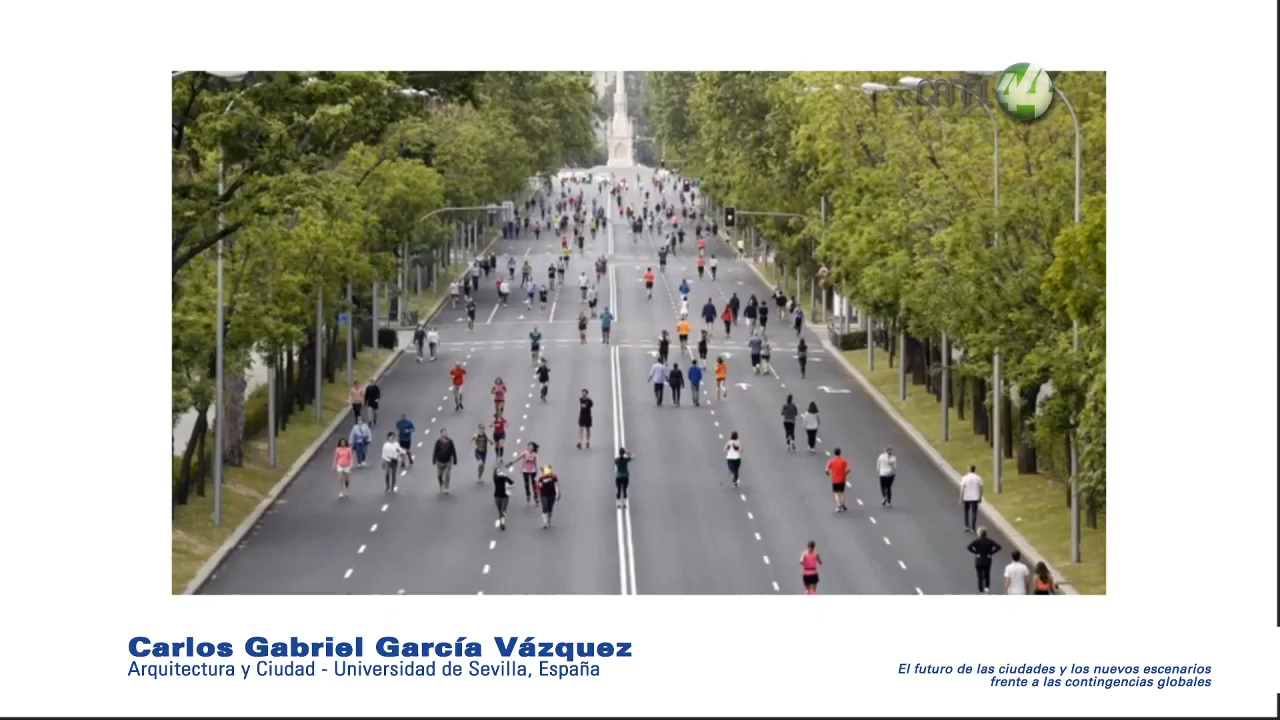 CANAL 44
Carlos Gabriel García Vázquez
Arquitectura y Ciudad - Universidad de Sevilla, España
El futuro de las ciudades y los nuevos escenarios
frente a las contingencias globales